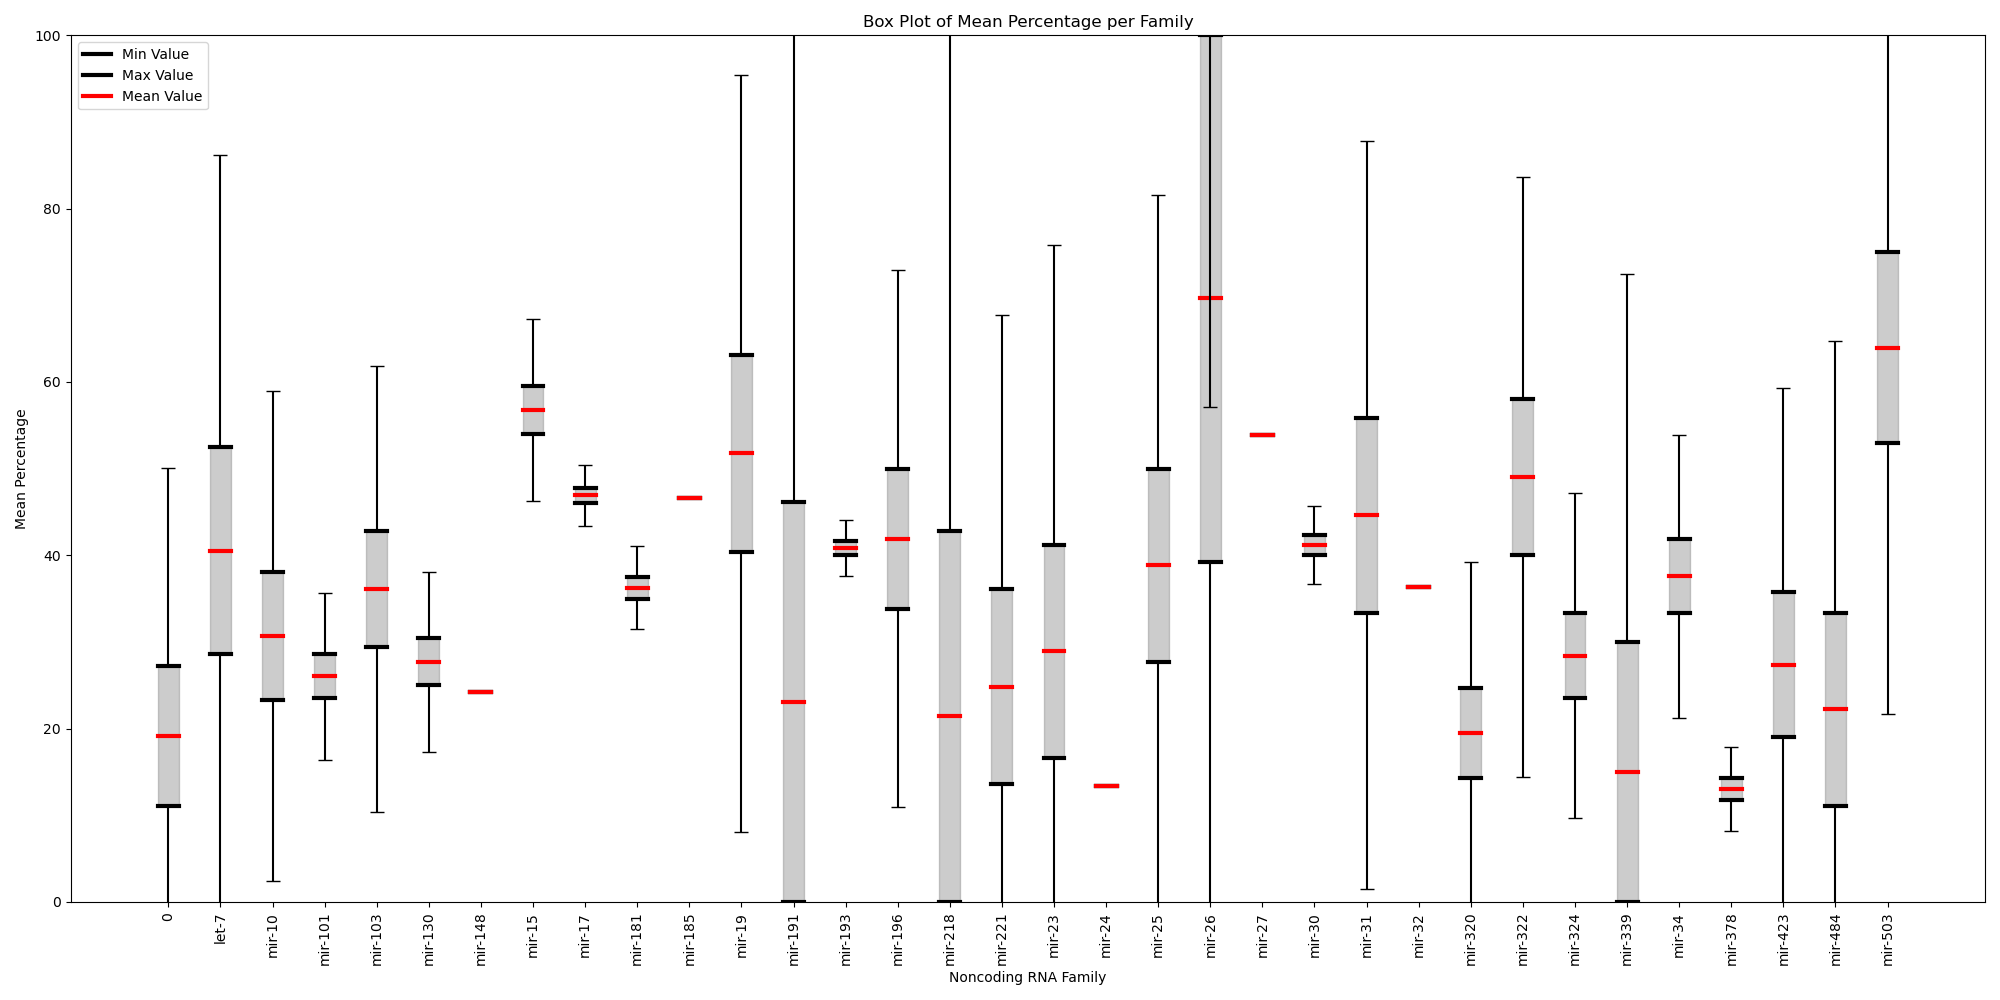 Box Plot of Mean Percentage per Family
Min Value
Max Value
Mean Value
100
80
60
40
20
0
Mean Percentage
0
let-7
mir-10
mir-101
mir-103
mir-130
mir-148
mir-15
mir-17
mir-181
mir-185
mir-19
mir-191
mir-193
mir-196
mir-218
mir-221
mir-23
mir-24
mir-25
mir-26
mir-27
mir-30
mir-31
mir-32
mir-320
mir-322
mir-324
mir-339
mir-34
mir-378
mir-423
mir-484
mir-503
Noncoding RNA Family